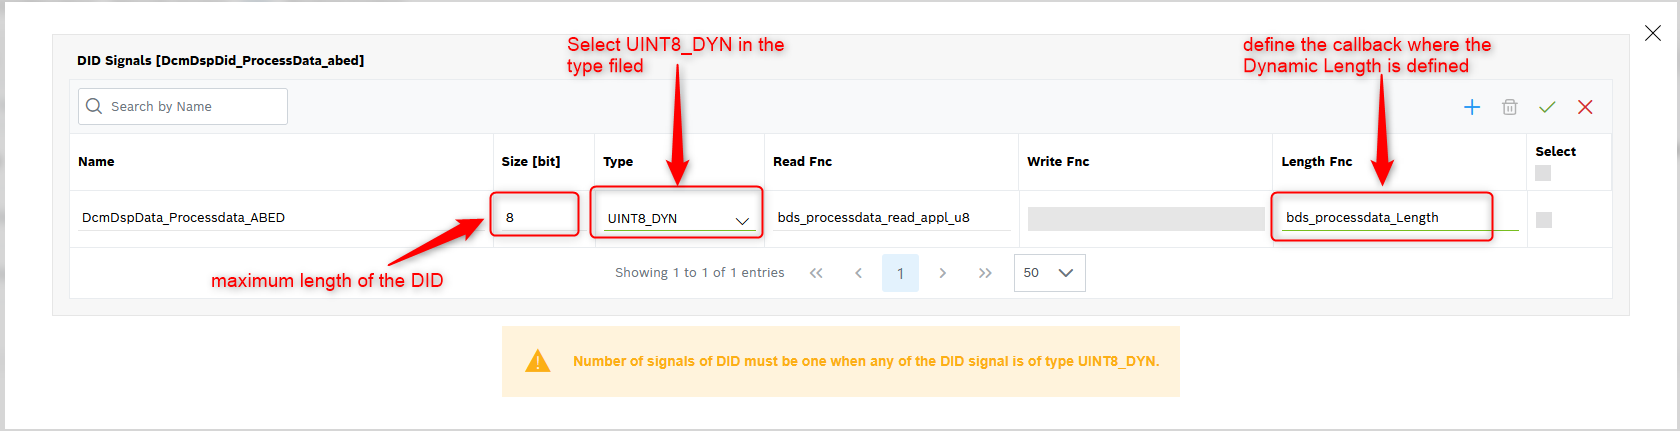 Select UINT8_DYN in the
type filed
define the callback where the
Dynamic Length is defined
DID Signals [DcmDspDid_ProcessData_abed]
Search by Name
Name Size [bit] Type Read Fnc Write Fnc Length Fnc Select
DcmDspData_Processdata_ABED 8 UINT8_DYN bds_processdata_read_appl_u8 bds_processdata_Length
maximum length of the DID
Showing 1 to 1 of 1 entries 1 50
Number of signals of DID must be one when any of the DID signal is of type UINT8_DYN.